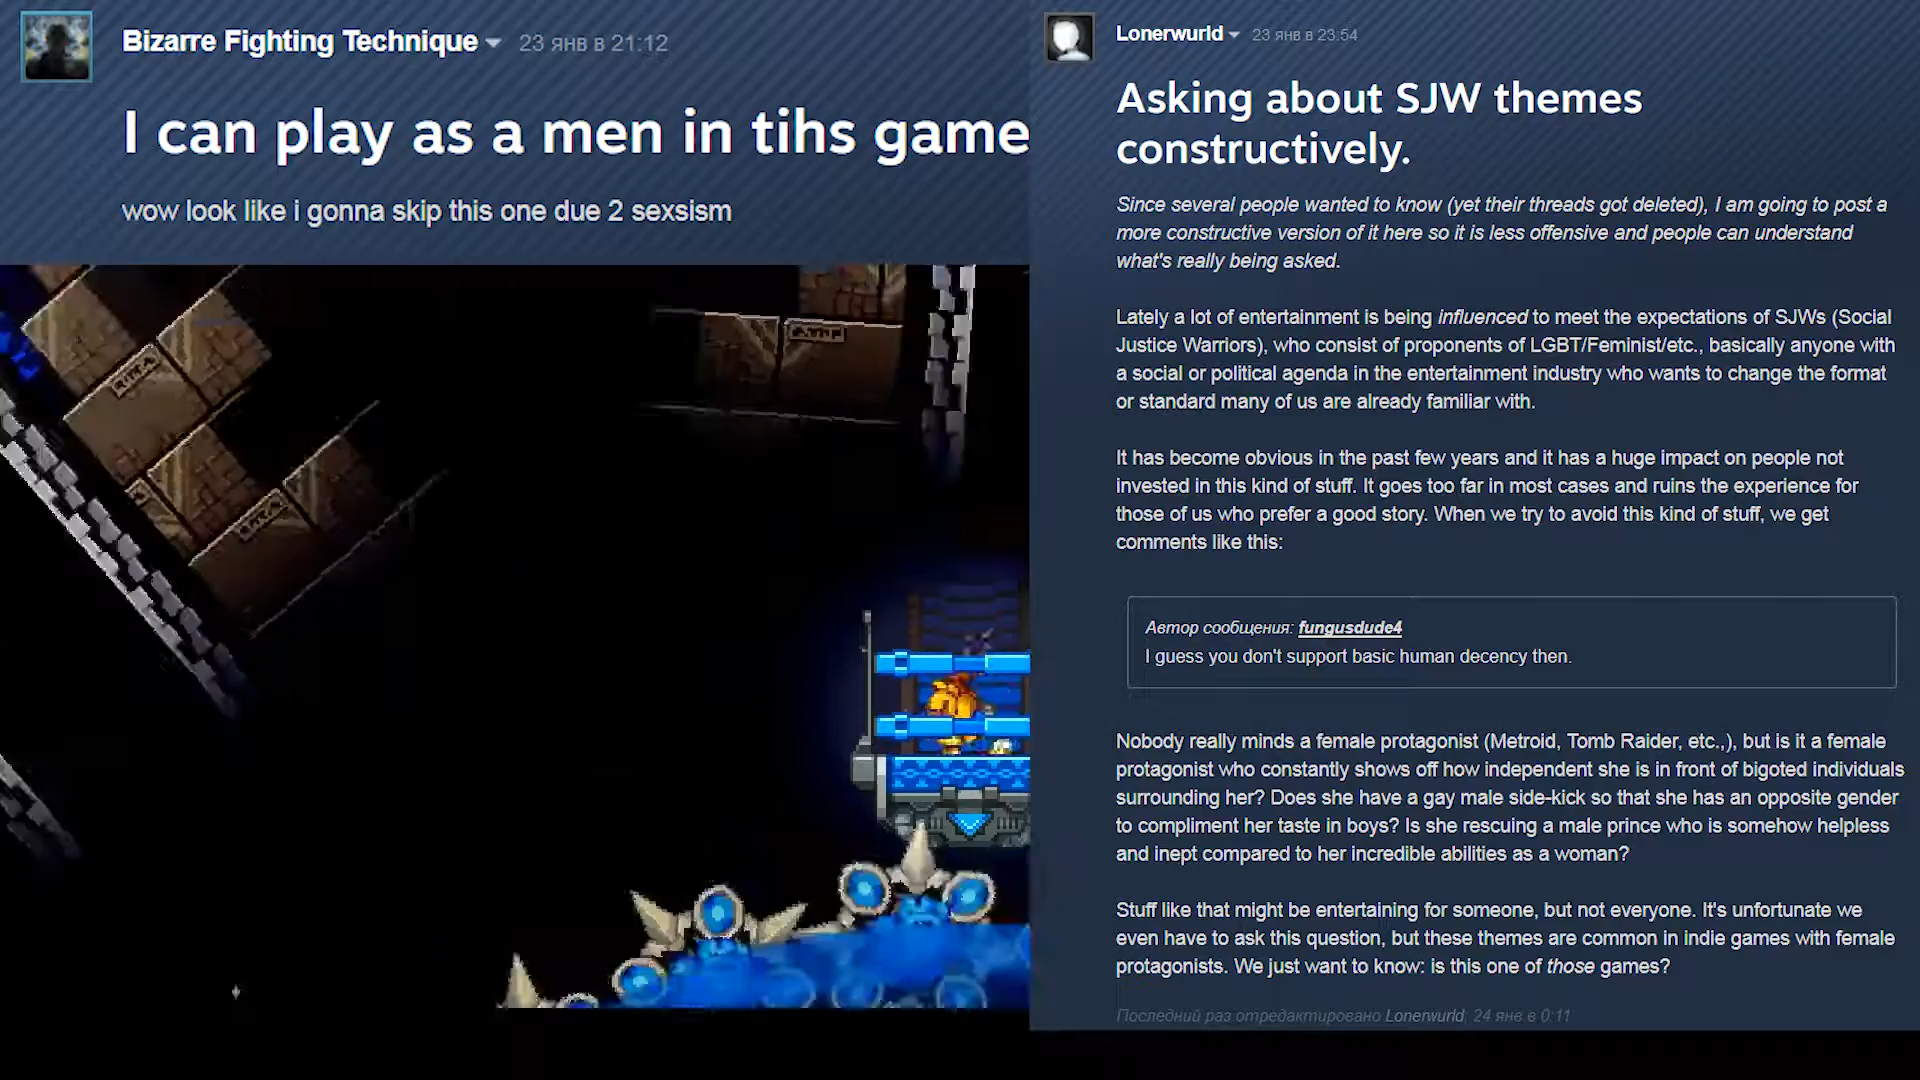 Bizarre Fighting Technique 23 янв в 21:12
I can play as a men in tihs game
wow look like i gonna skip this one due 2 sexsism
Lonerwurld 23 янв в 23:54
Asking about SJW themes
constructively.
Since several people wanted to know (yet their threads got deleted), I am going to post a
more constructive version of it here so it is less offensive and people can understand
what's really being asked.
Lately a lot of entertainment is being influenced to meet the expectations of SJWs (Social
Justice Warriors), who consist of proponents of LGBT/Feminist/etc., basically anyone with
a social or political agenda in the entertainment industry who wants to change the format
or standard many of us are already familiar with.
It has become obvious in the past few years and it has a huge impact on people not
invested in this kind of stuff. It goes too far in most cases and ruins the experience for
those of us who prefer a good story. When we try to avoid this kind of stuff, we get
comments like this:
Автор сообщения: fungusdude4
I guess you don't support basic human decency then.
Nobody really minds a female protagonist (Metroid, Tomb Raider, etc.,), but is it a female
protagonist who constantly shows off how independent she is in front of bigoted individuals
surrounding her? Does she have a gay male side-kick so that she has an opposite gender
to compliment her taste in boys? Is she rescuing a male prince who is somehow helpless
and inept compared to her incredible abilities as a woman?
Stuff like that might be entertaining for someone, but not everyone. It's unfortunate we
even have to ask this question, but these themes are common in indie games with female
protagonists. We just want to know: is this one of those games?
Последний раз отредактировано Lonerwurld; 24 янв в 0:11